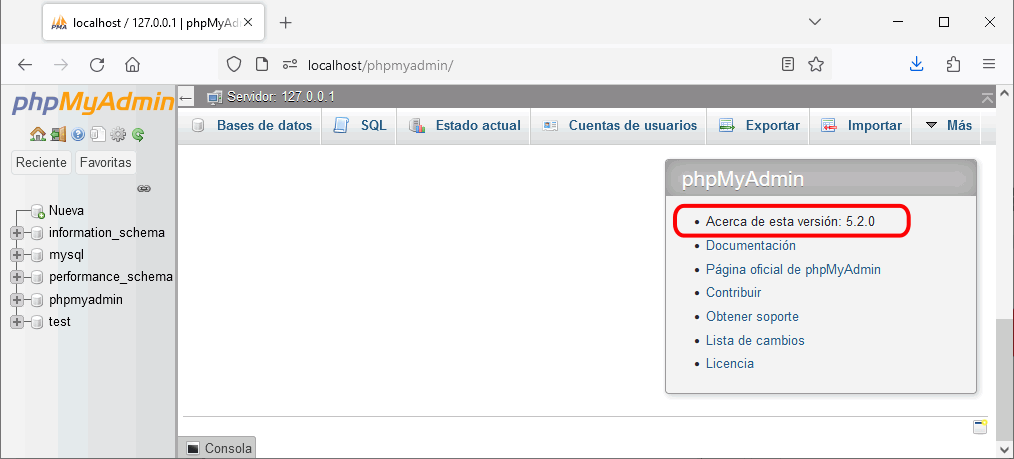 localhost / 127.0.0.1 | phpMyAd
localhost/phpmyadmin/
phpMyAdmin
Reciente Favoritas
Nueva
information_schema
mysql
performance_schema
phpmyadmin
test
Servidor: 127.0.0.1
Bases de datos SQL Estado actual Cuentas de usuarios Exportar Importar Más
phpMyAdmin
Acerca de esta versión: 5.2.0
Documentación
Página oficial de phpMyAdmin
Contribuir
Obtener soporte
Lista de cambios
Licencia
Consola